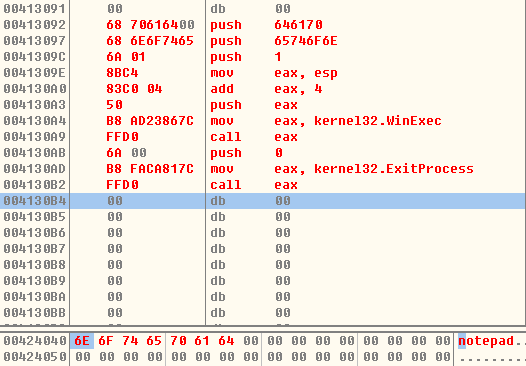 00413091 00 db 00
00413092 68 70616400 push 646170
00413097 68 6E6F7465 push 65746F6E
0041309C 6A 01 push 1
0041309E 8BC4 mov eax, esp
004130A0 83C0 04 add eax, 4
004130A3 50 push eax
004130A4 B8 AD23867C mov eax, kernel32.WinExec
004130A9 FFD0 call eax
004130AB 6A 00 push 0
004130AD B8 FACA817C mov eax, kernel32.ExitProcess
004130B2 FFD0 call eax
004130B4 00 db 00
004130B5 00 db 00
004130B6 00 db 00
004130B7 00 db 00
004130B8 00 db 00
004130B9 00 db 00
004130BA 00 db 00
004130BB 00 db 00
00424040 6E 6F 74 65 70 61 64 00 00 00 00 00 00 00 00 00 notepad..
00424050 00 00 00 00 00 00 00 00 00 00 00 00 00 00 00 00 .........